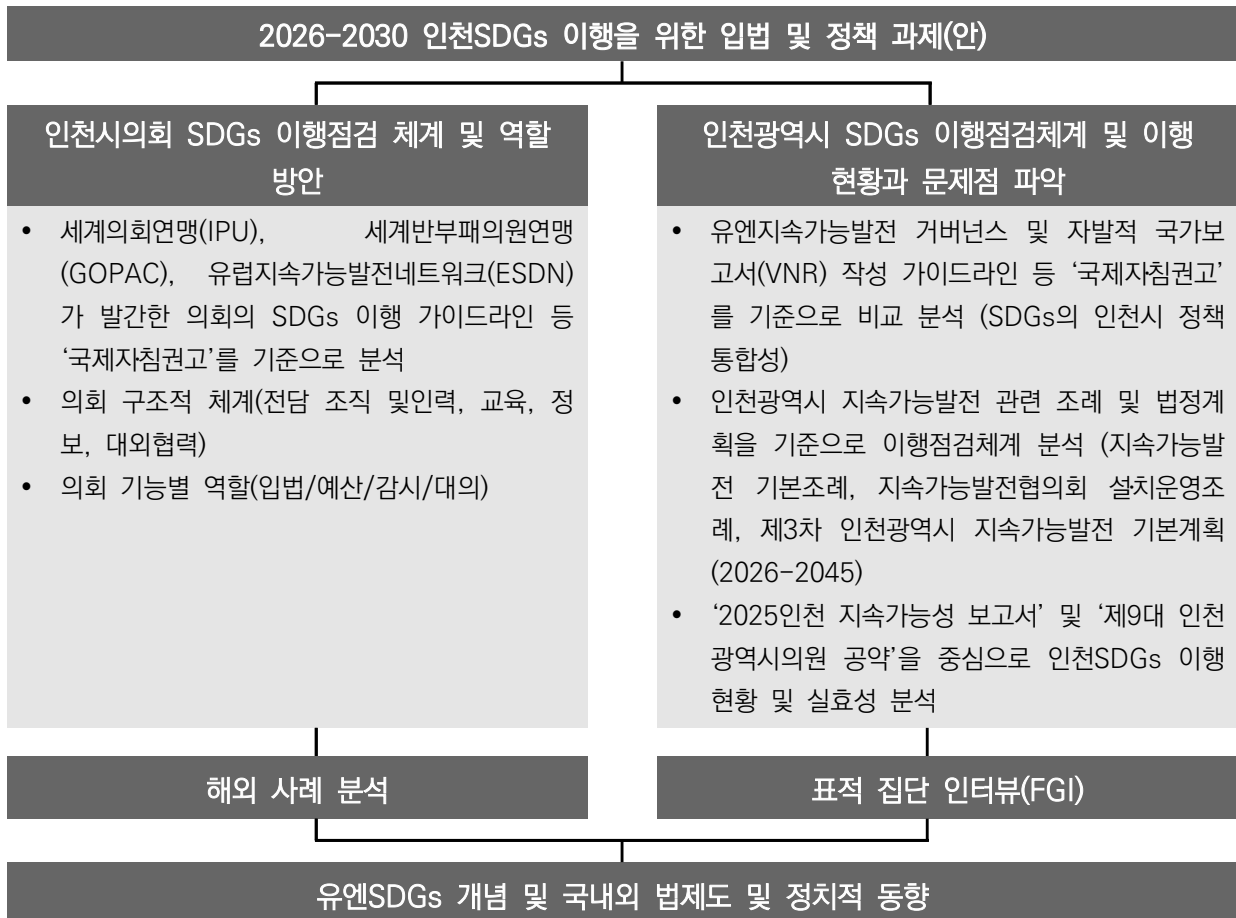 2026-2030 인천SDGs 이행을 위한 입법 및 정책 과제(안)
인천시의회 SDGs 이행점검 체계 및 역할
방안
• 세계의회연맹(IPU), 세계반부패의원연맹
(GOPAC), 유럽지속가능발전네트워크(ESDN)
가 발간한 의회의 SDGs 이행 가이드라인 등
‘국제자침권고’를 기준으로 분석
• 의회 구조적 체계(전담 조직 및인력, 교육, 정
보, 대외협력)
• 의회 기능별 역할(입법/예산/감시/대의)
인천광역시 SDGs 이행점검체계 및 이행
현황과 문제점 파악
• 유엔지속가능발전 거버넌스 및 자발적 국가보
고서(VNR) 작성 가이드라인 등 ‘국제자침권고’
를 기준으로 비교 분석 (SDGs의 인천시 정책
통합성)
• 인천광역시 지속가능발전 관련 조례 및 법정계
획을 기준으로 이행점검체계 분석 (지속가능발
전 기본조례, 지속가능발전협의회 설치운영조
례, 제3차 인천광역시 지속가능발전 기본계획
(2026-2045)
• ‘2025인천 지속가능성 보고서’ 및 ‘제9대 인천
광역시의원 공약’을 중심으로 인천SDGs 이행
현황 및 실효성 분석
해외 사례 분석
표적 집단 인터뷰(FGI)
유엔SDGs 개념 및 국내외 법제도 및 정치적 동향